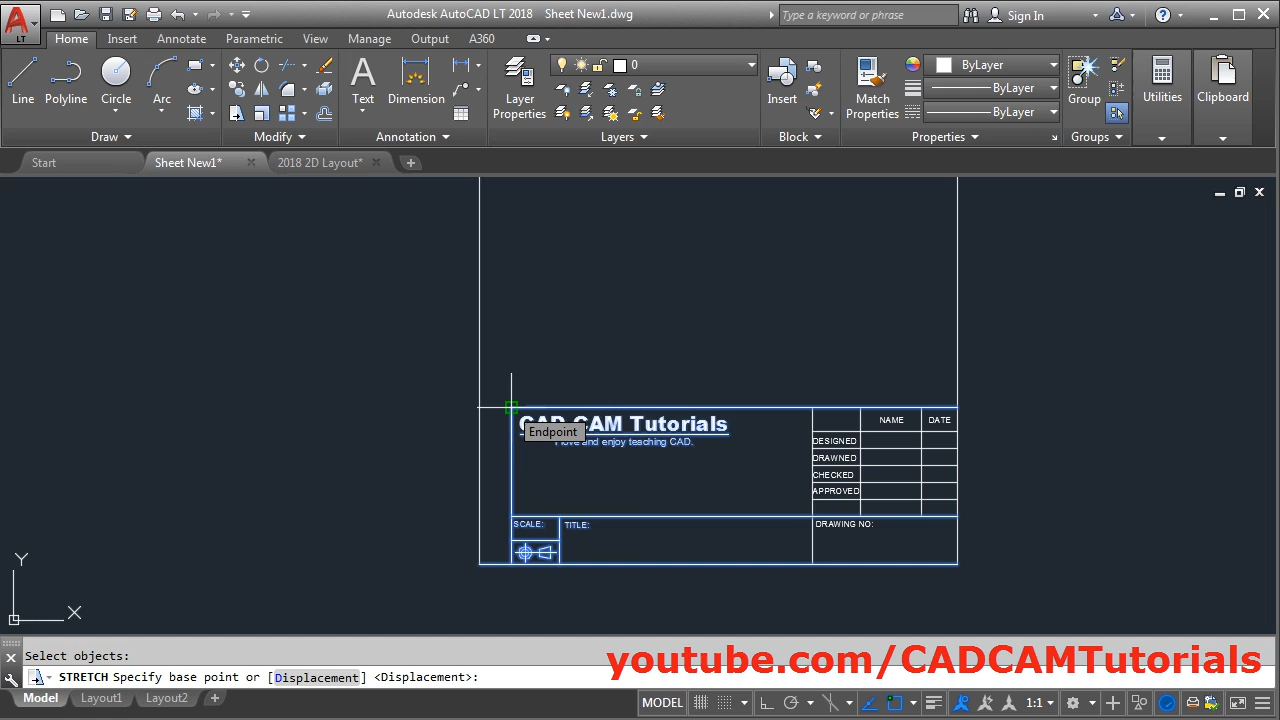 Autodesk AutoCAD LT 2018 Sheet New1.dwg
Type a keyword or phrase
Sign In
LT
Home Insert Annotate Parametric View Manage Output A360
Line Polyline Circle Arc
Text Dimension
Layer Properties
0
Insert
Match Properties
ByLayer
ByLayer
ByLayer
Group
Utilities
Clipboard
Draw Modify Annotation Layers Block Properties Groups
Start Sheet New1* 2018 2D Layout*
CAD CAM Tutorials
Endpoint
and enjoy teaching CAD.
NAME DATE
DESIGNED
DRAWNED
CHECKED
APPROVED
SCALE: TITLE: DRAWING NO:
Y
X
Select objects:
STRETCH Specify base point or [Displacement] <Displacement>:
youtube.com/CADCAMTutorials
Model Layout1 Layout2
MODEL
1:1